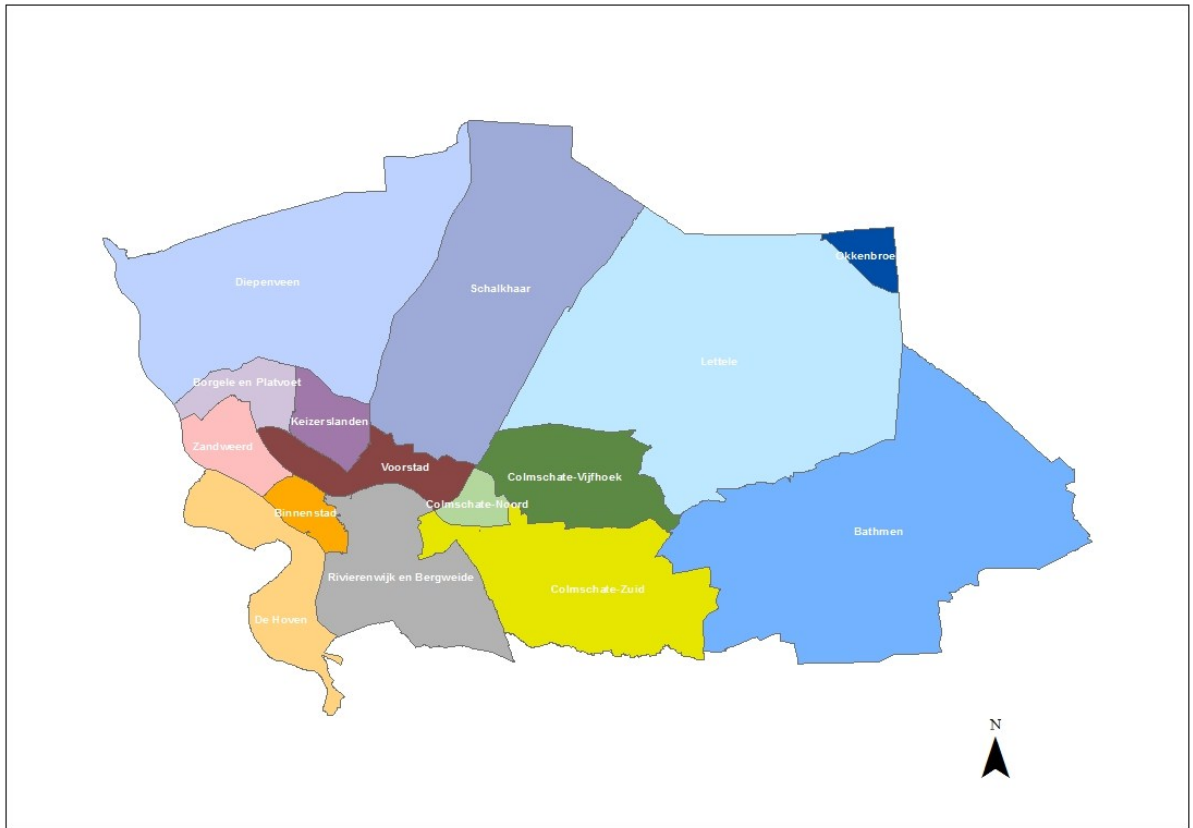 Okkenbroe
Diepenveen
Schalkhaar
Lettele
Borgele en Platvoet
Keizerslanden
Zandweerd
Voorstad
Colmschate-Vijfhoek
Colmschate-Noord
Binnenstad
Bathmen
Rivierenwijk en Bergweide
Colmschate-Zuid
De Hoven
N